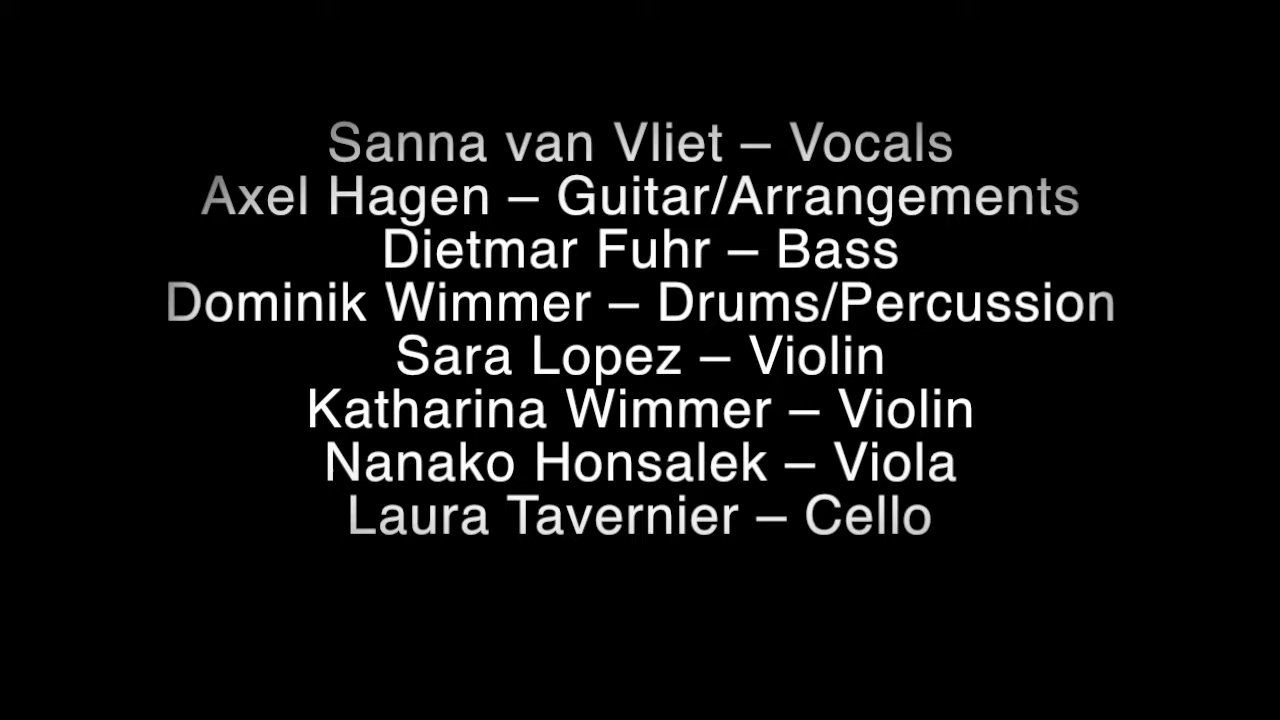 Sanna van Vliet – Vocals
Axel Hagen – Guitar/Arrangements
Dietmar Fuhr – Bass
Dominik Wimmer – Drums/Percussion
Sara Lopez – Violin
Katharina Wimmer – Violin
Nanako Honsalek – Viola
Laura Tavernier – Cello